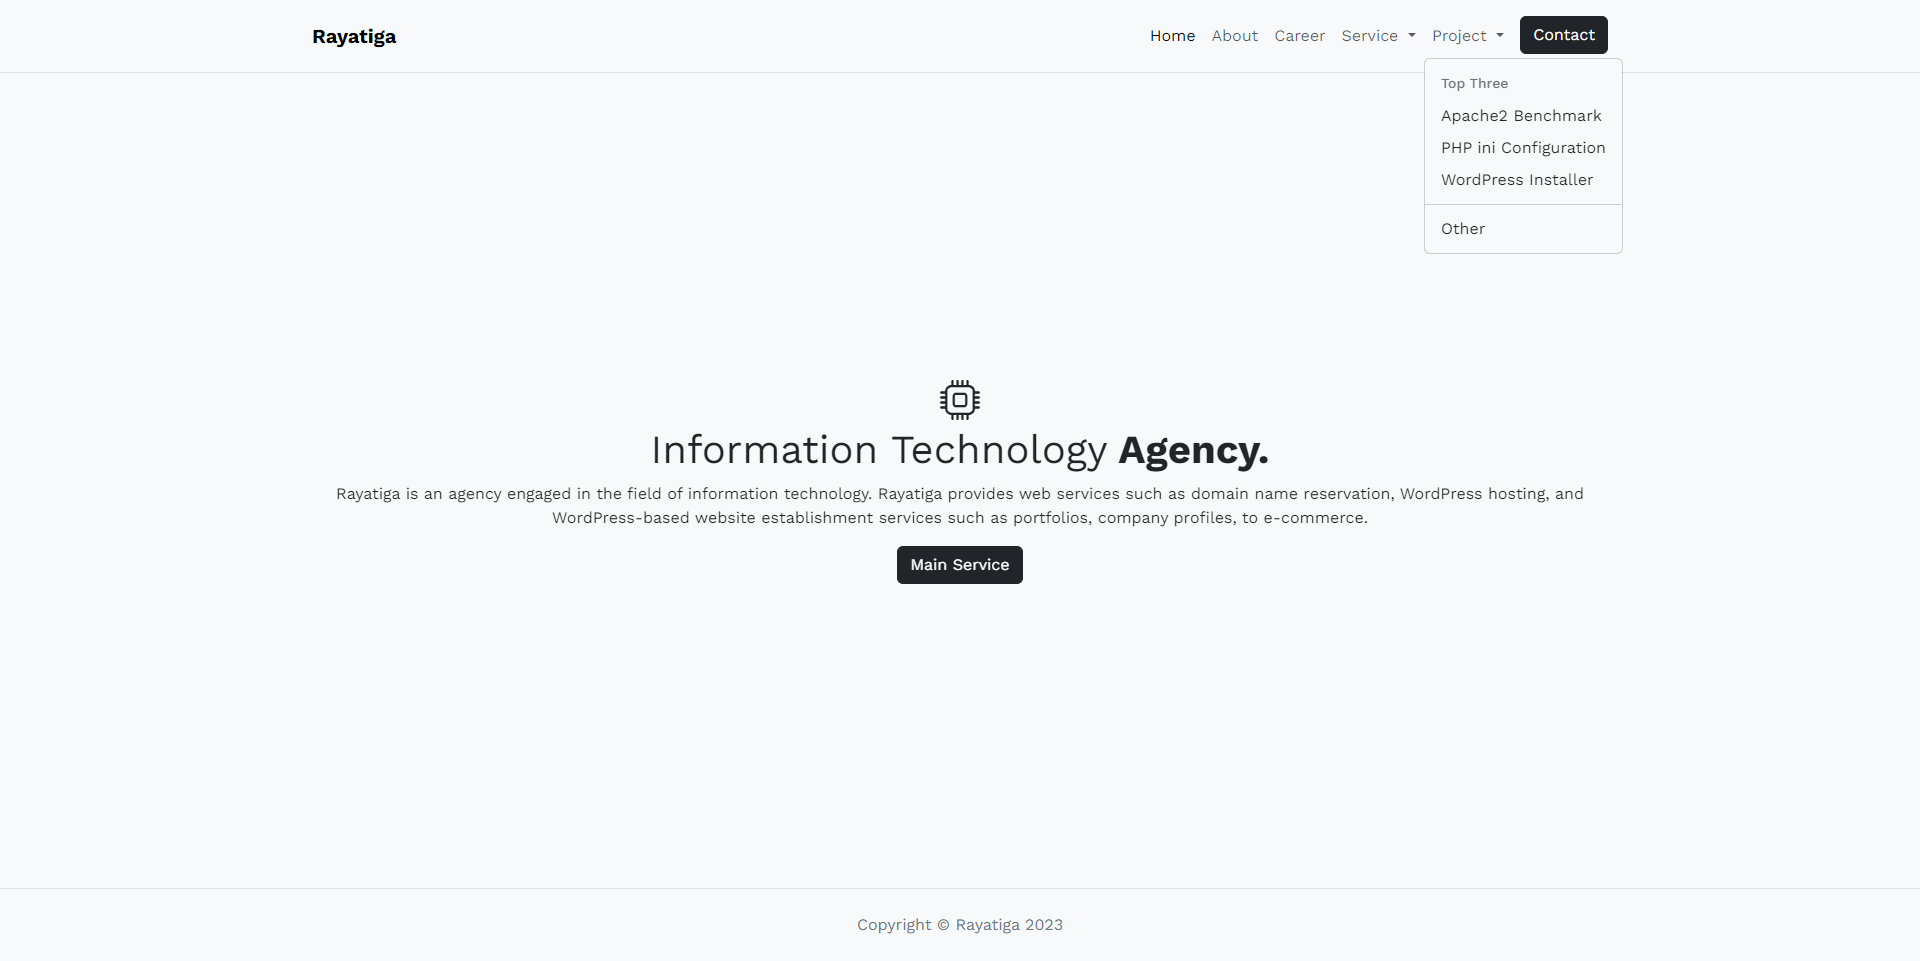 Rayatiga
Home About Career Service Project Contact
Top Three
Apache2 Benchmark
PHP ini Configuration
WordPress Installer
Other
Information Technology Agency.
Rayatiga is an agency engaged in the field of information technology. Rayatiga provides web services such as domain name reservation, WordPress hosting, and
WordPress-based website establishment services such as portfolios, company profiles, to e-commerce.
Main Service
Copyright © Rayatiga 2023